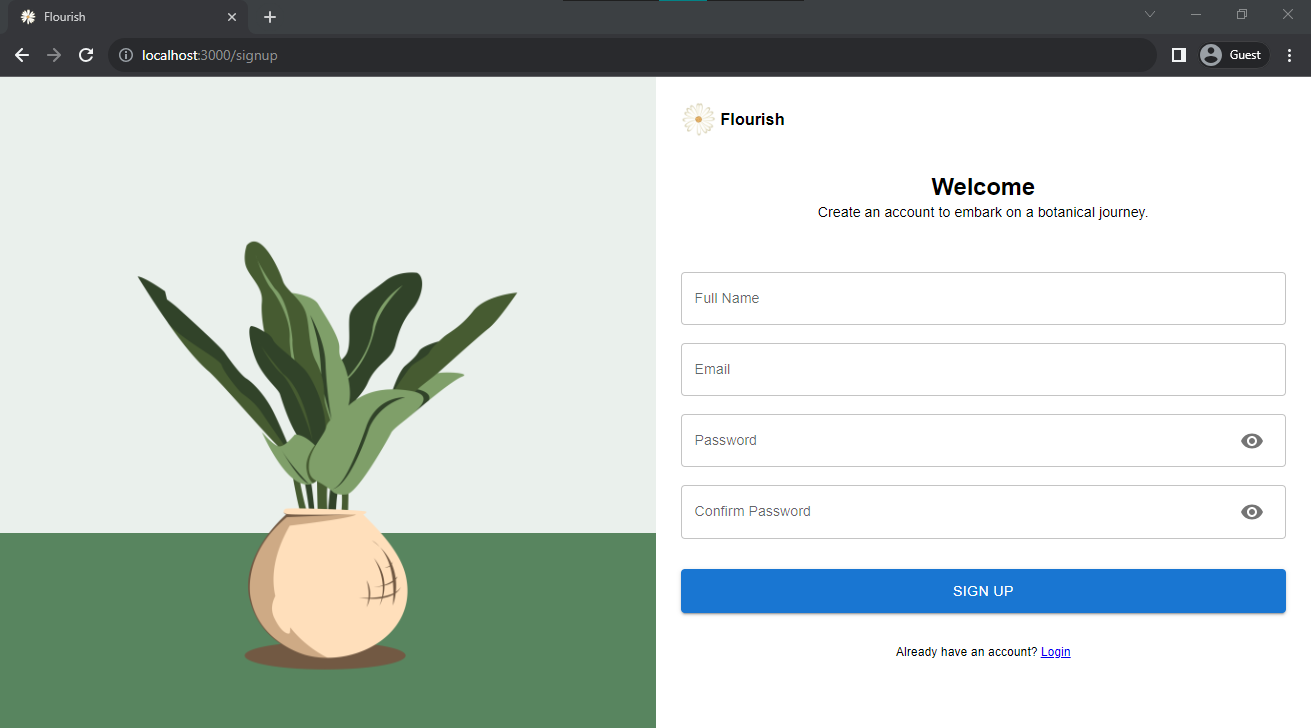 Flourish
localhost:3000/signup
Guest
Flourish
Welcome
Create an account to embark on a botanical journey.
Full Name
Email
Password
Confirm Password
SIGN UP
Already have an account? Login